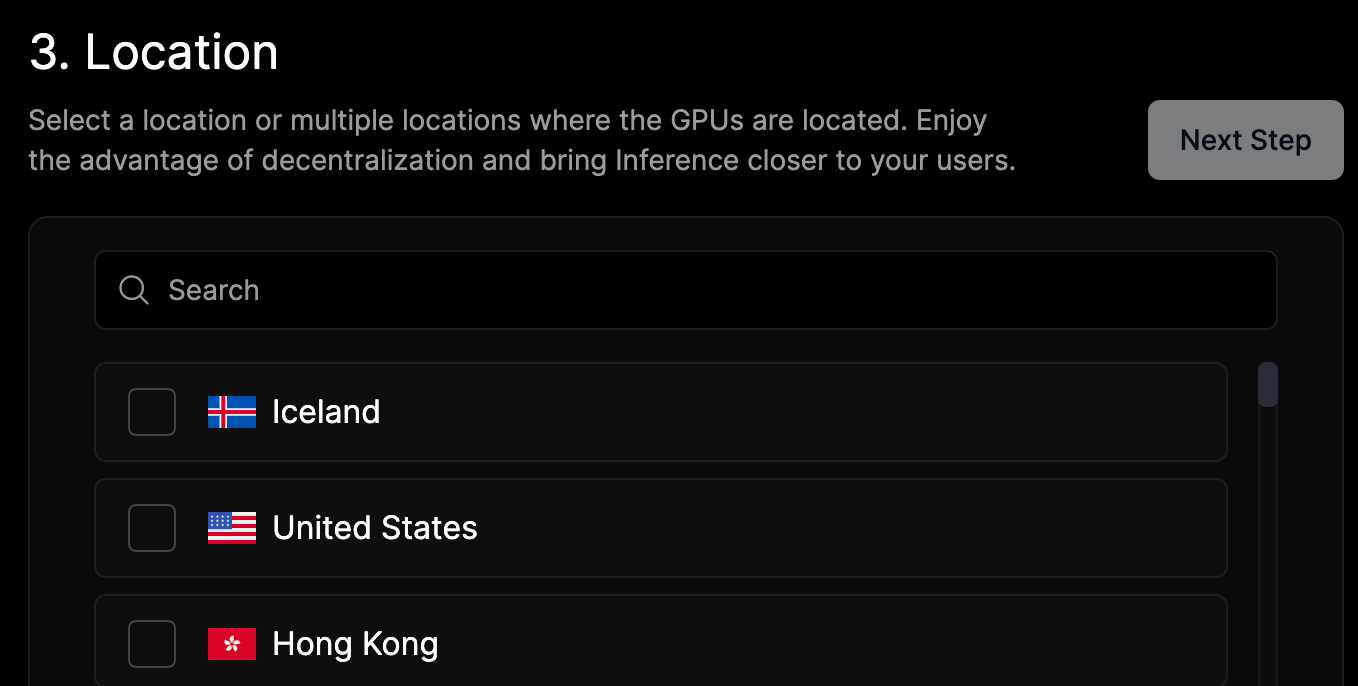 3. Location
Select a location or multiple locations where the GPUs are located. Enjoy
the advantage of decentralization and bring Inference closer to your users.
Next Step
Search
Iceland
United States
Hong Kong